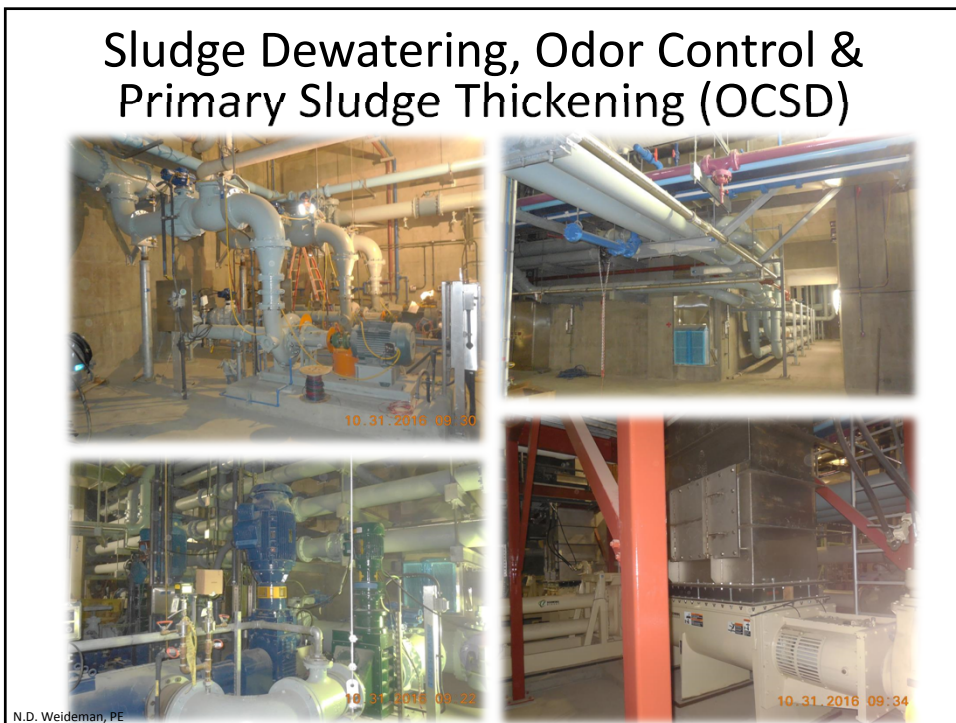 Sludge Dewatering, Odor Control &
Primary Sludge Thickening (OCSD)
10.31.2016 09:30
10.31.2016 09:22
10.31.2016 09:34
N.D. Weideman, PE